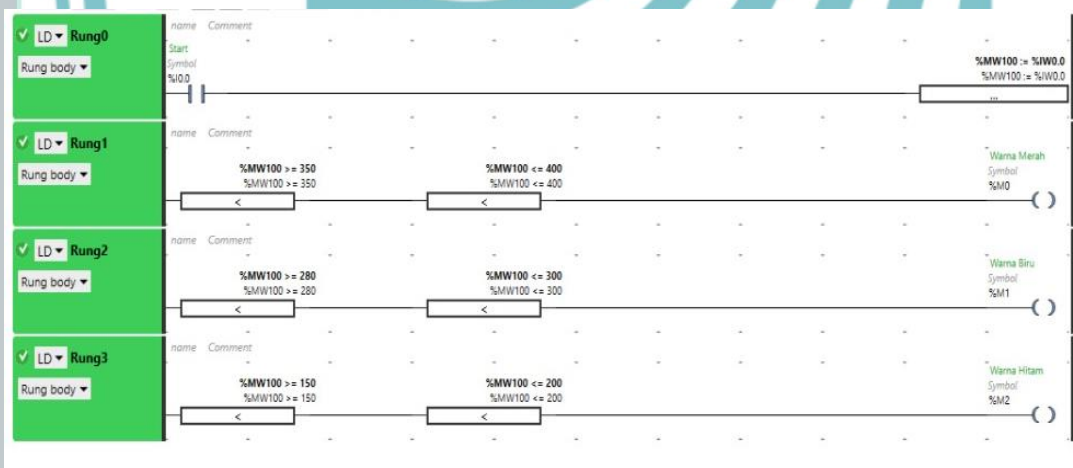 LD Rung0
Rung body
name Comment
Start
Symbol
%I0.0
%MW100 := %IW0.0
%MW100 := %IW0.0
...
LD Rung1
Rung body
name Comment
%MW100 >= 350
%MW100 >= 350
<
%MW100 <= 400
%MW100 <= 400
<
Warna Merah
Symbol
%M0
LD Rung2
Rung body
name Comment
%MW100 >= 280
%MW100 >= 280
<
%MW100 <= 300
%MW100 <= 300
<
Warna Biru
Symbol
%M1
LD Rung3
Rung body
name Comment
%MW100 >= 150
%MW100 >= 150
<
%MW100 <= 200
%MW100 <= 200
<
Warna Hitam
Symbol
%M2